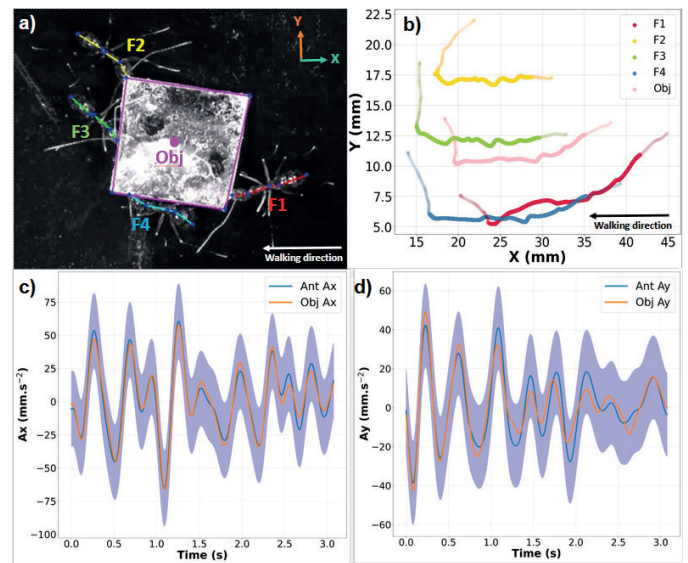 a)
Y
X
F2
F3
Obj
F1
F4
Walking direction
b)
Y (mm)
22.5
20.0
17.5
15.0
12.5
10.0
7.5
5.0
F1
F2
F3
F4
Obj
Walking direction
15 20 25 30 35 40 45
X (mm)
c)
Ant Ax
Obj Ax
Ax (mm.s⁻²)
75
50
25
0
−25
−50
−75
−100
0.0 0.5 1.0 1.5 2.0 2.5 3.0
Time (s)
d)
Ant Ay
Obj Ay
Ay (mm.s⁻²)
60
40
20
0
−20
−40
−60
0.0 0.5 1.0 1.5 2.0 2.5 3.0
Time (s)